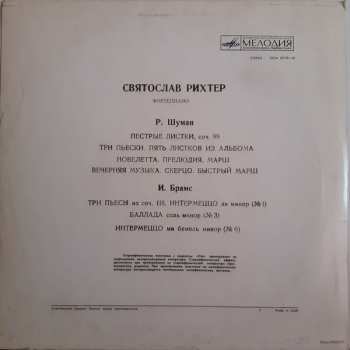 МЕЛОДИЯ
СВЯТОСЛАВ РИХТЕР
ФОРТЕПИАНО
Р. Шуман
ПЕСТРЫЕ ЛИСТКИ, соч. 99
ТРИ ПЬЕСКИ. ПЯТЬ ЛИСТКОВ ИЗ АЛЬБОМА
НОВЕЛЕТТА. ПРЕЛЮДИЯ. МАРШ
ВЕЧЕРНЯЯ МУЗЫКА. СКЕРЦО. БЫСТРЫЙ МАРШ
И. Брамс
ТРИ ПЬЕСЫ из соч. 118. ИНТЕРМЕЦЦО ля минор (№ 1)
БАЛЛАДА соль минор (№ 3)
ИНТЕРМЕЦЦО ми бемоль минор (№ 6)